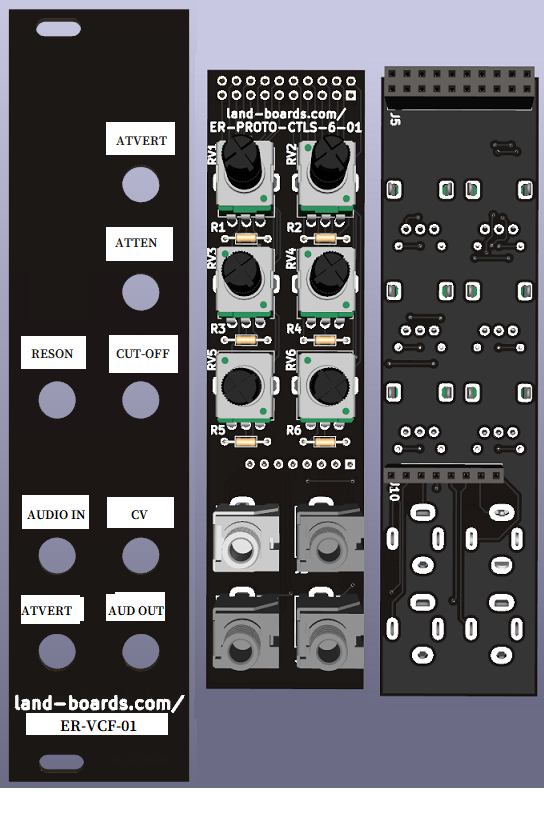 ATVERT
ATTEN
RESON CUT-OFF
AUDIO IN CV
ATVERT AUD OUT
land-boards.com/
ER-VCF-01
land-boards.com/
ER-PROTO-CTLS-6-01
RV1 RV2
R1 R2
RV3 RV4
R3 R4
RV5 RV6
R5 R6
J5
J10